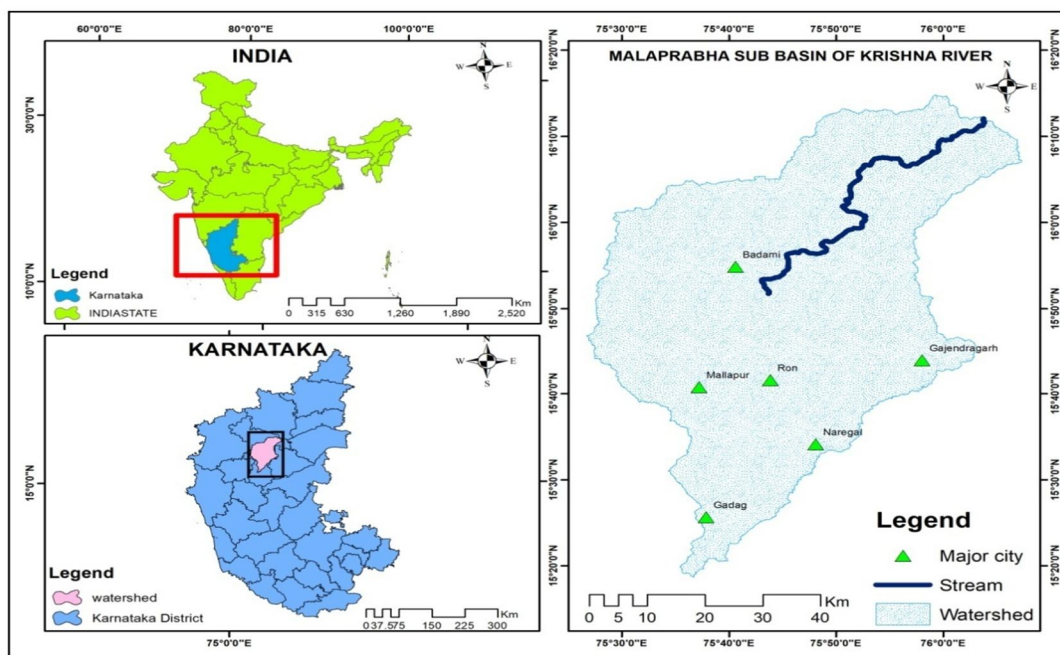 60°0'0"E 80°0'0"E 100°0'0"E
INDIA
N
W E
S
30°0'0"N
10°0'0"N
Legend
Karnataka
INDIASTATE
Km
0 315 630 1,260 1,890 2,520
KARNATAKA
N
W E
S
15°0'0"N
Legend
watershed
Karnataka District
Km
0 37.5 75 150 225 300
75°0'0"E
75°30'0"E 75°40'0"E 75°50'0"E 76°0'0"E
MALAPRABHA SUB BASIN OF KRISHNA RIVER
N
W E
S
16°20'0"N
16°10'0"N
16°0'0"N
Badami
15°50'0"N
Gajendragarh
Mallapur
Ron
15°40'0"N
Naregal
15°30'0"N
Gadag
15°20'0"N
Legend
Major city
Stream
Watershed
Km
0 5 10 20 30 40
75°30'0"E 75°40'0"E 75°50'0"E 76°0'0"E